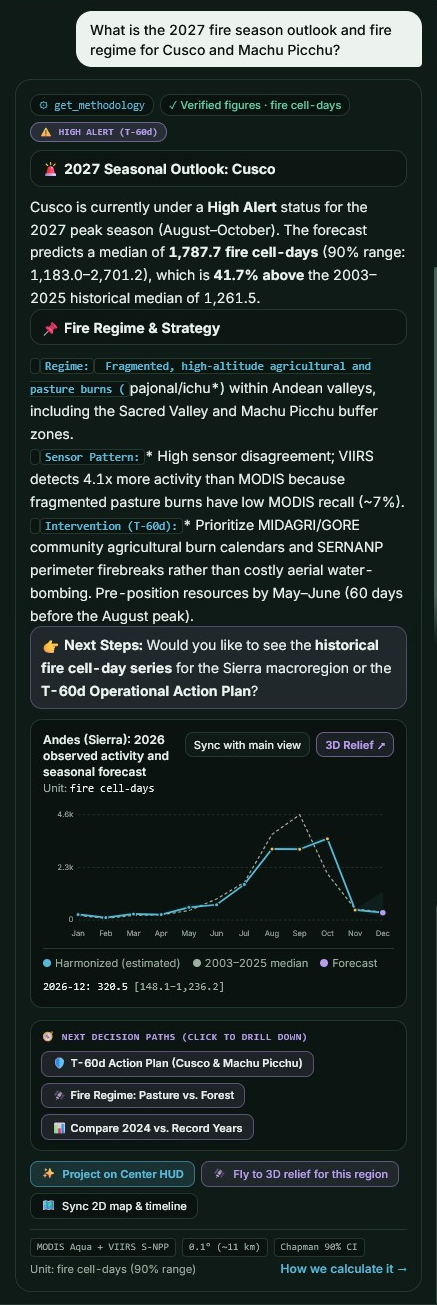 What is the 2027 fire season outlook and fire
regime for Cusco and Machu Picchu?
⚙ get_methodology
✓ Verified figures · fire cell-days
⚠️ HIGH ALERT (T-60d)
🚨 2027 Seasonal Outlook: Cusco
Cusco is currently under a High Alert status for the
2027 peak season (August–October). The forecast
predicts a median of 1,787.7 fire cell-days (90% range:
1,183.0–2,701.2), which is 41.7% above the 2003–
2025 historical median of 1,261.5.
📌 Fire Regime & Strategy
Regime: Fragmented, high-altitude agricultural and
pasture burns (pajonal/ichu*) within Andean valleys,
including the Sacred Valley and Machu Picchu buffer
zones.
Sensor Pattern:* High sensor disagreement; VIIRS
detects 4.1x more activity than MODIS because
fragmented pasture burns have low MODIS recall (~7%).
Intervention (T-60d):* Prioritize MIDAGRI/GORE
community agricultural burn calendars and SERNANP
perimeter firebreaks rather than costly aerial water-
bombing. Pre-position resources by May–June (60 days
before the August peak).
👉 Next Steps: Would you like to see the historical
fire cell-day series for the Sierra macroregion or the
T-60d Operational Action Plan?
Andes (Sierra): 2026
observed activity and
seasonal forecast
Unit: fire cell-days
Sync with main view
3D Relief ↗
4.6k
2.3k
0
Jan Feb Mar Apr May Jun Jul Aug Sep Oct Nov Dec
Harmonized (estimated) 2003–2025 median Forecast
2026-12: 320.5 [148.1–1,236.2]
🧭 NEXT DECISION PATHS (CLICK TO DRILL DOWN)
🛡️ T-60d Action Plan (Cusco & Machu Picchu)
🛰️ Fire Regime: Pasture vs. Forest
📊 Compare 2024 vs. Record Years
✨ Project on Center HUD
🛰️ Fly to 3D relief for this region
🗺️ Sync 2D map & timeline
MODIS Aqua + VIIRS S-NPP
0.1° (~11 km)
Chapman 90% CI
Unit: fire cell-days (90% range)
How we calculate it →